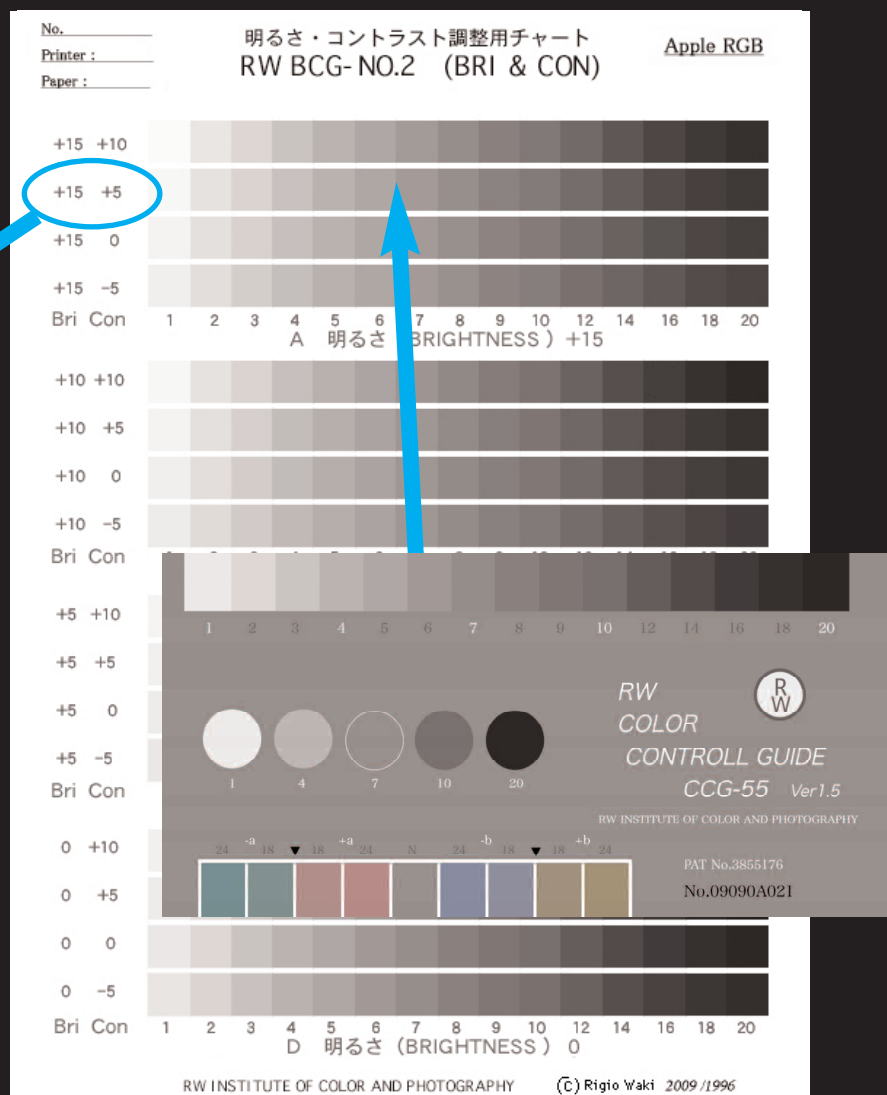 No.
Printer :
Paper :
明るさ・コントラスト調整用チャート
RW BCG-NO.2 (BRI & CON)
Apple RGB
+15 +10
+15 +5
+15 0
+15 -5
Bri Con 1 2 3 4 5 6 7 8 9 10 12 14 16 18 20
A 明るさ BRIGHTNESS ) +15
+10 +10
+10 +5
+10 0
+10 -5
Bri Con
+5 +10
+5 +5
+5 0
+5 -5
Bri Con
1 2 3 4 5 6 7 8 9 10 12 14 16 18 20
RW
COLOR
CONTROLL GUIDE
CCG-55 Ver1.5
RW
1 4 7 10 20
RW INSTITUTE OF COLOR AND PHOTOGRAPHY
-a +a -b +b
24 18 18 24 N 24 18 18 24
PAT No.3855176
No.09090A021
0 +10
0 +5
0 0
0 -5
Bri Con 1 2 3 4 5 6 7 8 9 10 12 14 16 18 20
D 明るさ (BRIGHTNESS ) 0
RW INSTITUTE OF COLOR AND PHOTOGRAPHY (C) Rigio Waki 2009 /1996